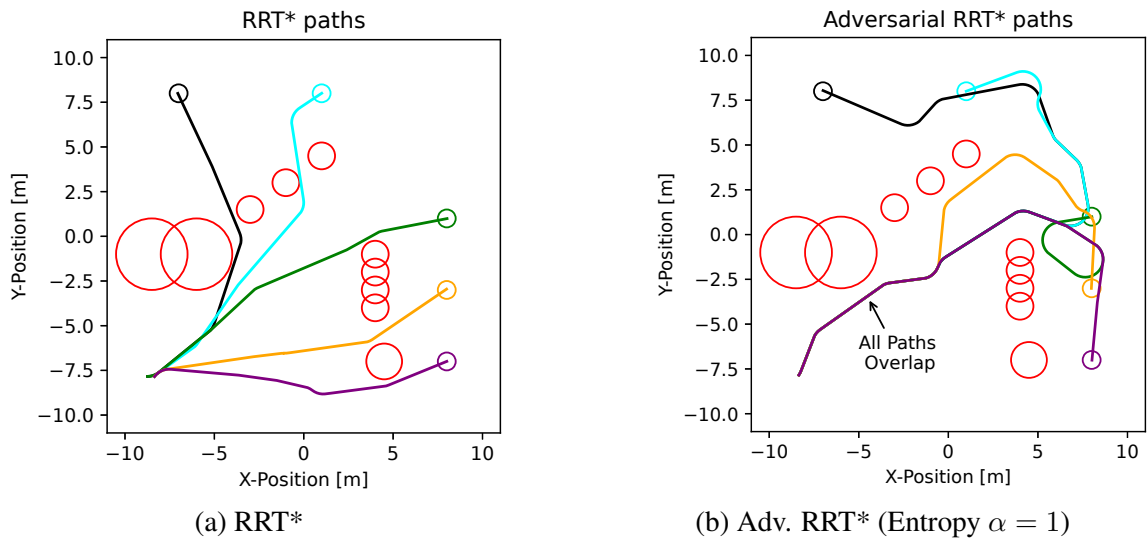 RRT* paths
10.0
7.5
5.0
2.5
0.0
−2.5
−5.0
−7.5
−10.0
Y-Position [m]
−10
−5
0
5
10
X-Position [m]
(a) RRT*
Adversarial RRT* paths
10.0
7.5
5.0
2.5
0.0
−2.5
−5.0
−7.5
−10.0
Y-Position [m]
All Paths
Overlap
−10
−5
0
5
10
X-Position [m]
(b) Adv. RRT* (Entropy α = 1)